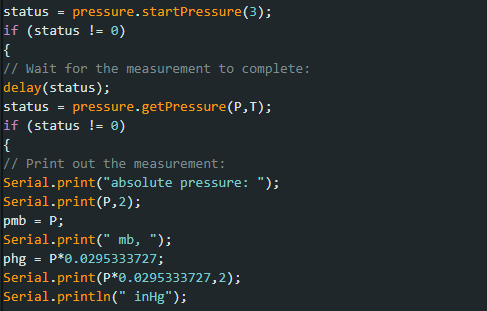 status = pressure.startPressure(3);
if (status != 0)
{
// Wait for the measurement to complete:
delay(status);
status = pressure.getPressure(P,T);
if (status != 0)
{
// Print out the measurement:
Serial.print("absolute pressure: ");
Serial.print(P,2);
pmb = P;
Serial.print(" mb, ");
phg = P*0.0295333727;
Serial.print(P*0.0295333727,2);
Serial.println(" inHg");